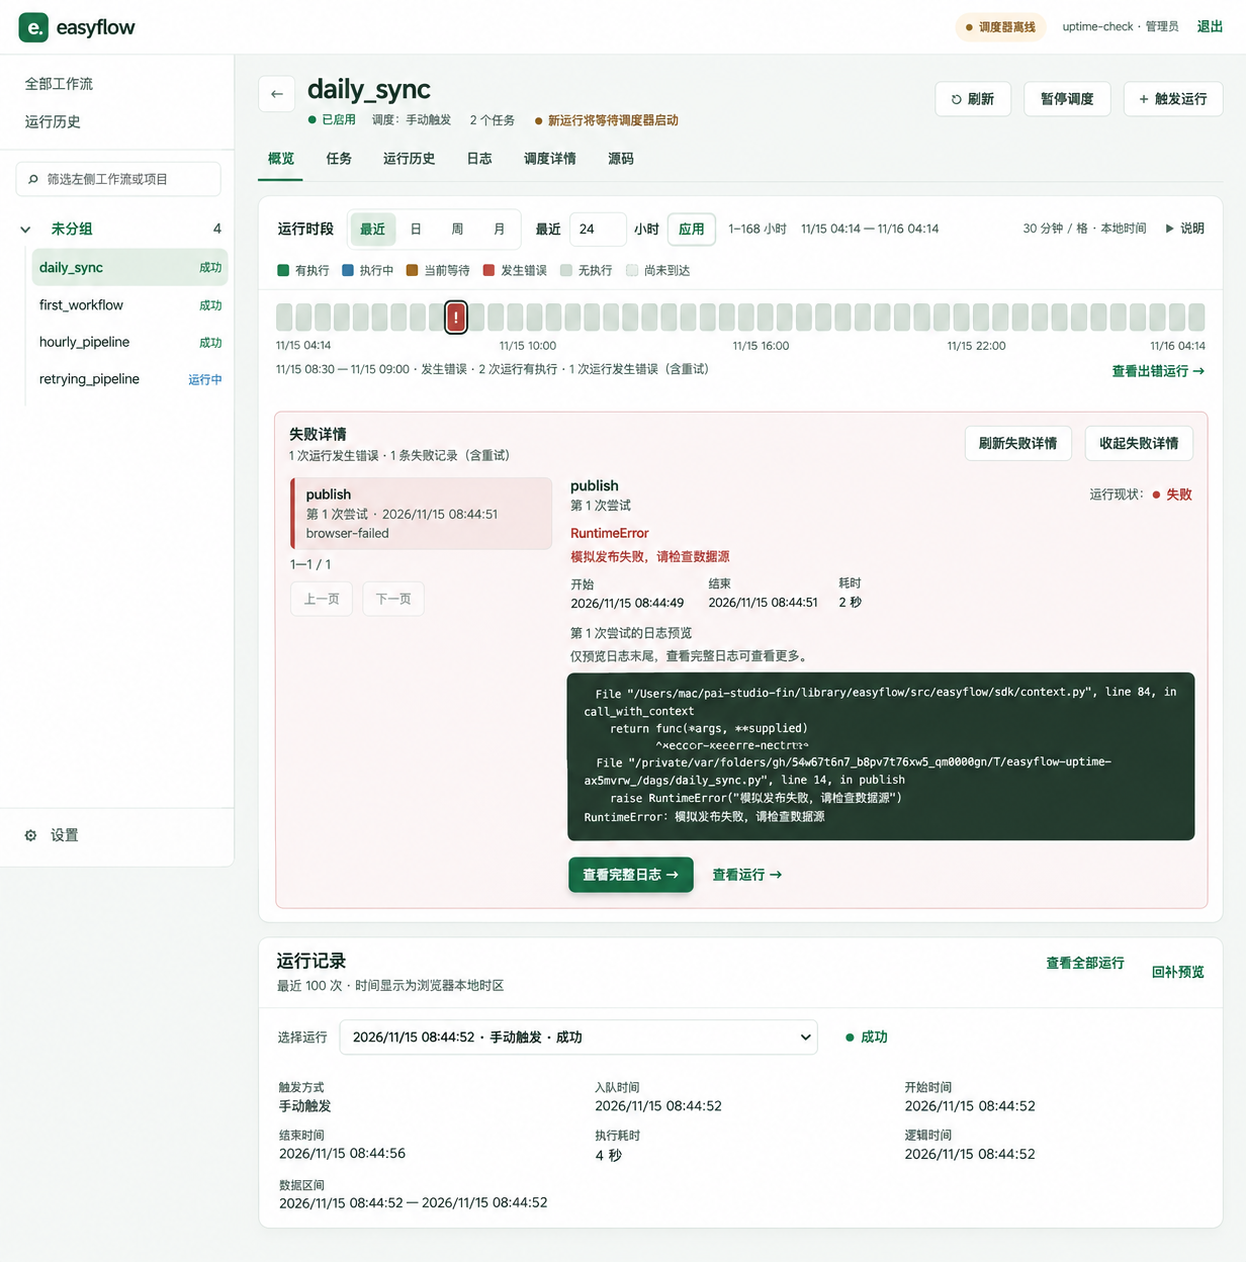 e. easyflow
调度器离线
uptime-check · 管理员
退出
全部工作流
运行历史
筛选左侧工作流或项目
未分组 4
daily_sync 成功
first_workflow 成功
hourly_pipeline 成功
retrying_pipeline 运行中
设置
←
daily_sync
已启用 调度：手动触发 2 个任务 新运行将等待调度器启动
刷新
暂停调度
+ 触发运行
概览 任务 运行历史 日志 调度详情 源码
运行时段 最近 日 周 月 最近 24 小时 应用 1–168 小时 11/15 04:14 — 11/16 04:14 30 分钟 / 格 · 本地时间 ▶ 说明
有执行 执行中 当前等待 发生错误 无执行 尚未到达
!
11/15 04:14 11/15 10:00 11/15 16:00 11/15 22:00 11/16 04:14
11/15 08:30 — 11/15 09:00 · 发生错误 · 2 次运行有执行 · 1 次运行发生错误（含重试）
查看出错运行 →
失败详情
1 次运行发生错误 · 1 条失败记录（含重试）
刷新失败详情
收起失败详情
publish
第 1 次尝试 · 2026/11/15 08:44:51
browser-failed
1—1 / 1
上一页 下一页
publish
第 1 次尝试
运行现状： 失败
RuntimeError
模拟发布失败，请检查数据源
开始 结束 耗时
2026/11/15 08:44:49 2026/11/15 08:44:51 2 秒
第 1 次尝试的日志预览
仅预览日志末尾，查看完整日志可查看更多。
File "/Users/mac/pai-studio-fin/library/easyflow/src/easyflow/sdk/context.py", line 84, in
call_with_context
return func(*args, **supplied)
File "/private/var/folders/gh/54w67t6n7_b8pv7t76xw5_qm0000gn/T/easyflow-uptime-
ax5mvrw_/dags/daily_sync.py", line 14, in publish
raise RuntimeError("模拟发布失败，请检查数据源")
RuntimeError: 模拟发布失败，请检查数据源
查看完整日志 →
查看运行 →
运行记录
最近 100 次 · 时间显示为浏览器本地时区
查看全部运行
回补预览
选择运行 2026/11/15 08:44:52 · 手动触发 · 成功 成功
触发方式 入队时间 开始时间
手动触发 2026/11/15 08:44:52 2026/11/15 08:44:52
结束时间 执行耗时 逻辑时间
2026/11/15 08:44:56 4 秒 2026/11/15 08:44:52
数据区间
2026/11/15 08:44:52 — 2026/11/15 08:44:52